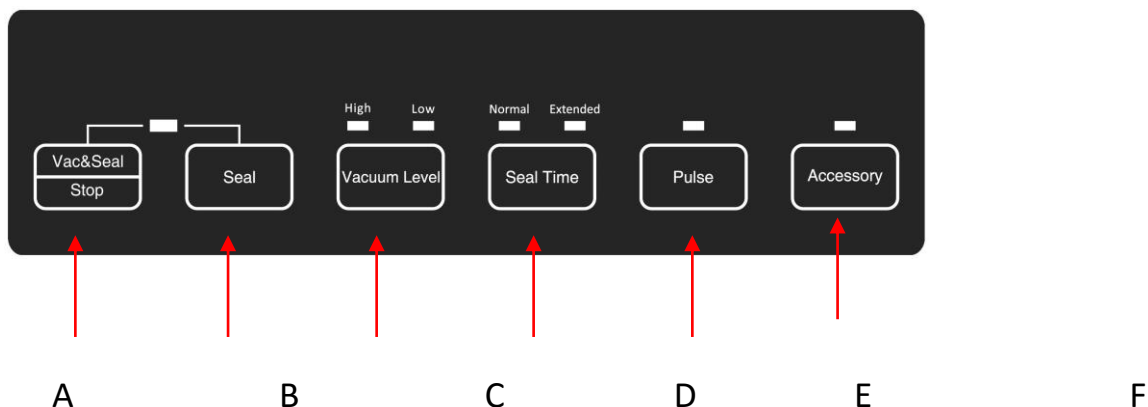 High Low Normal Extended
Vac&Seal
Stop
Seal
Vacuum Level
Seal Time
Pulse
Accessory
A B C D E F